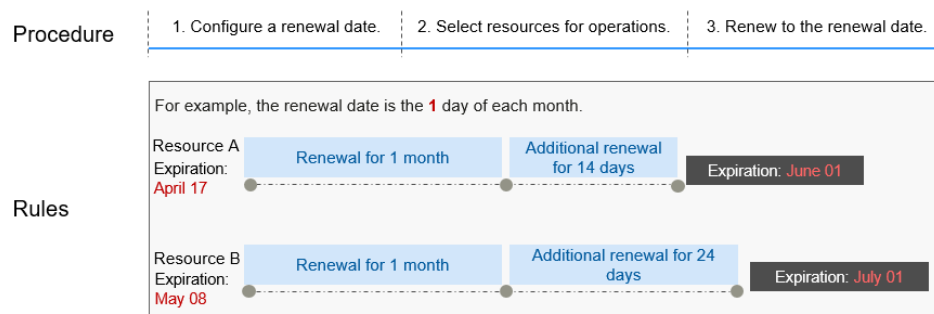 Procedure
1. Configure a renewal date.
2. Select resources for operations.
3. Renew to the renewal date.
Rules
For example, the renewal date is the 1 day of each month.
Resource A
Expiration:
April 17
Renewal for 1 month
Additional renewal
for 14 days
Expiration: June 01
Resource B
Expiration:
May 08
Renewal for 1 month
Additional renewal for 24
days
Expiration: July 01